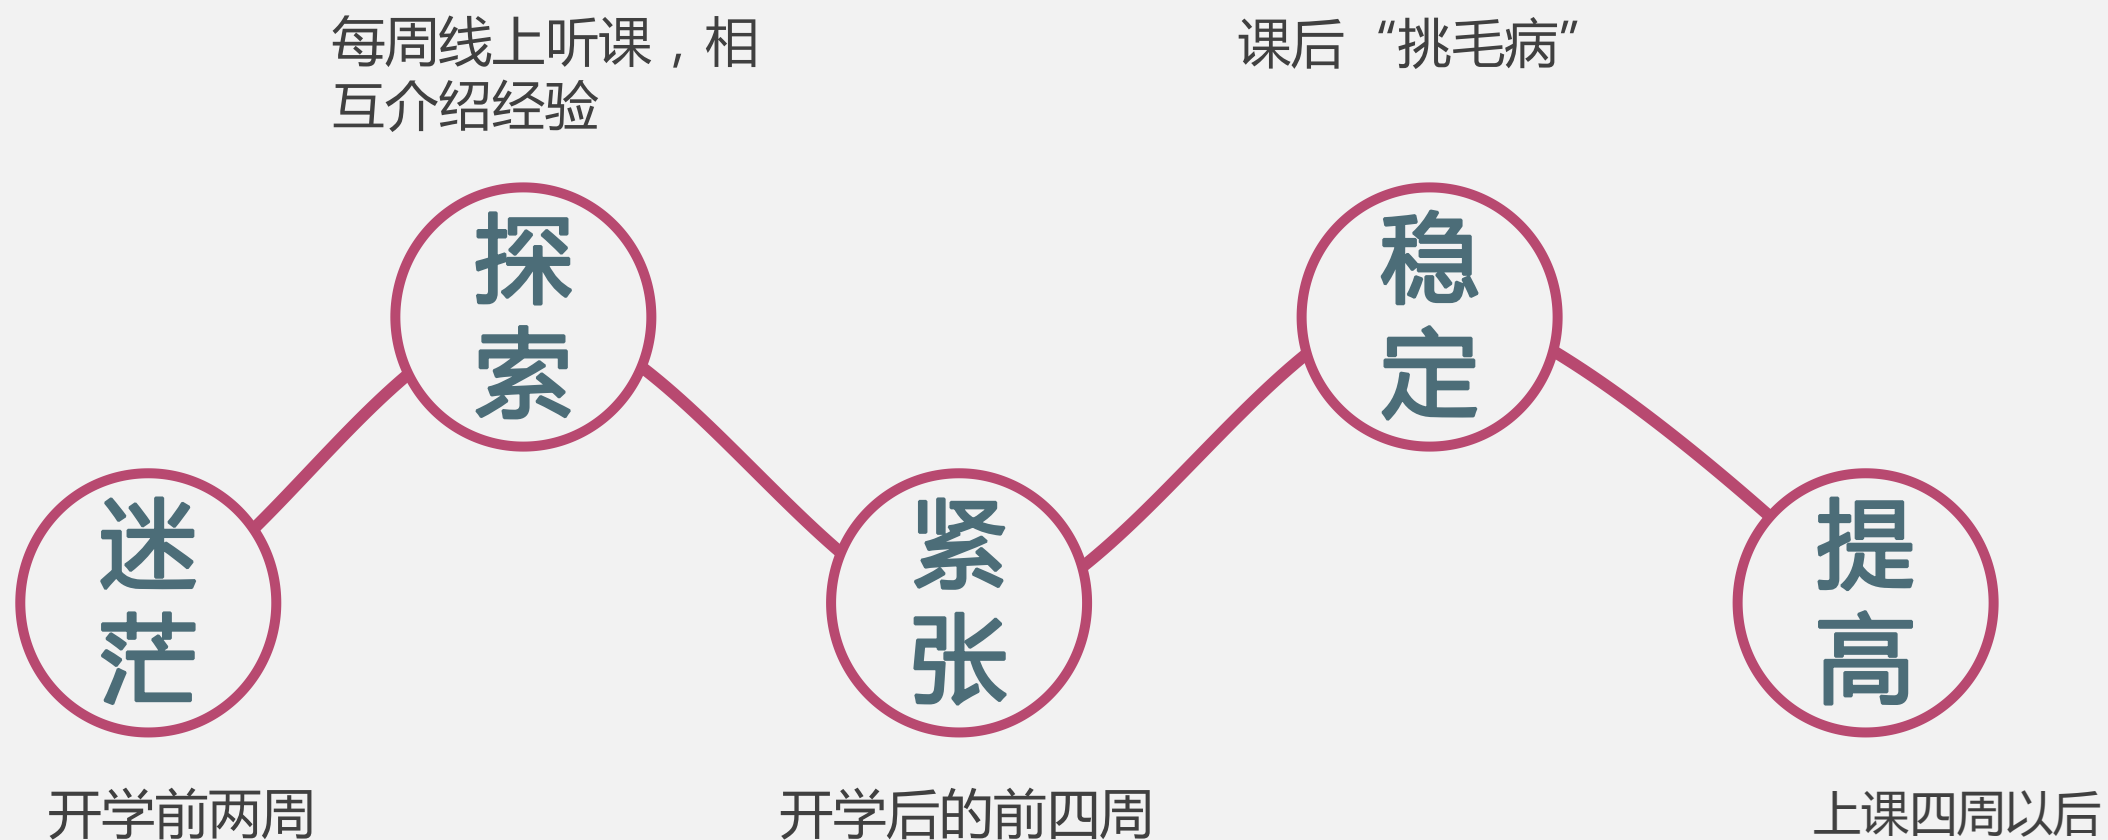 每周线上听课，相
互介绍经验
课后“挑毛病”
探
索
稳
定
迷
茫
紧
张
提
高
开学前两周
开学后的前四周
上课四周以后